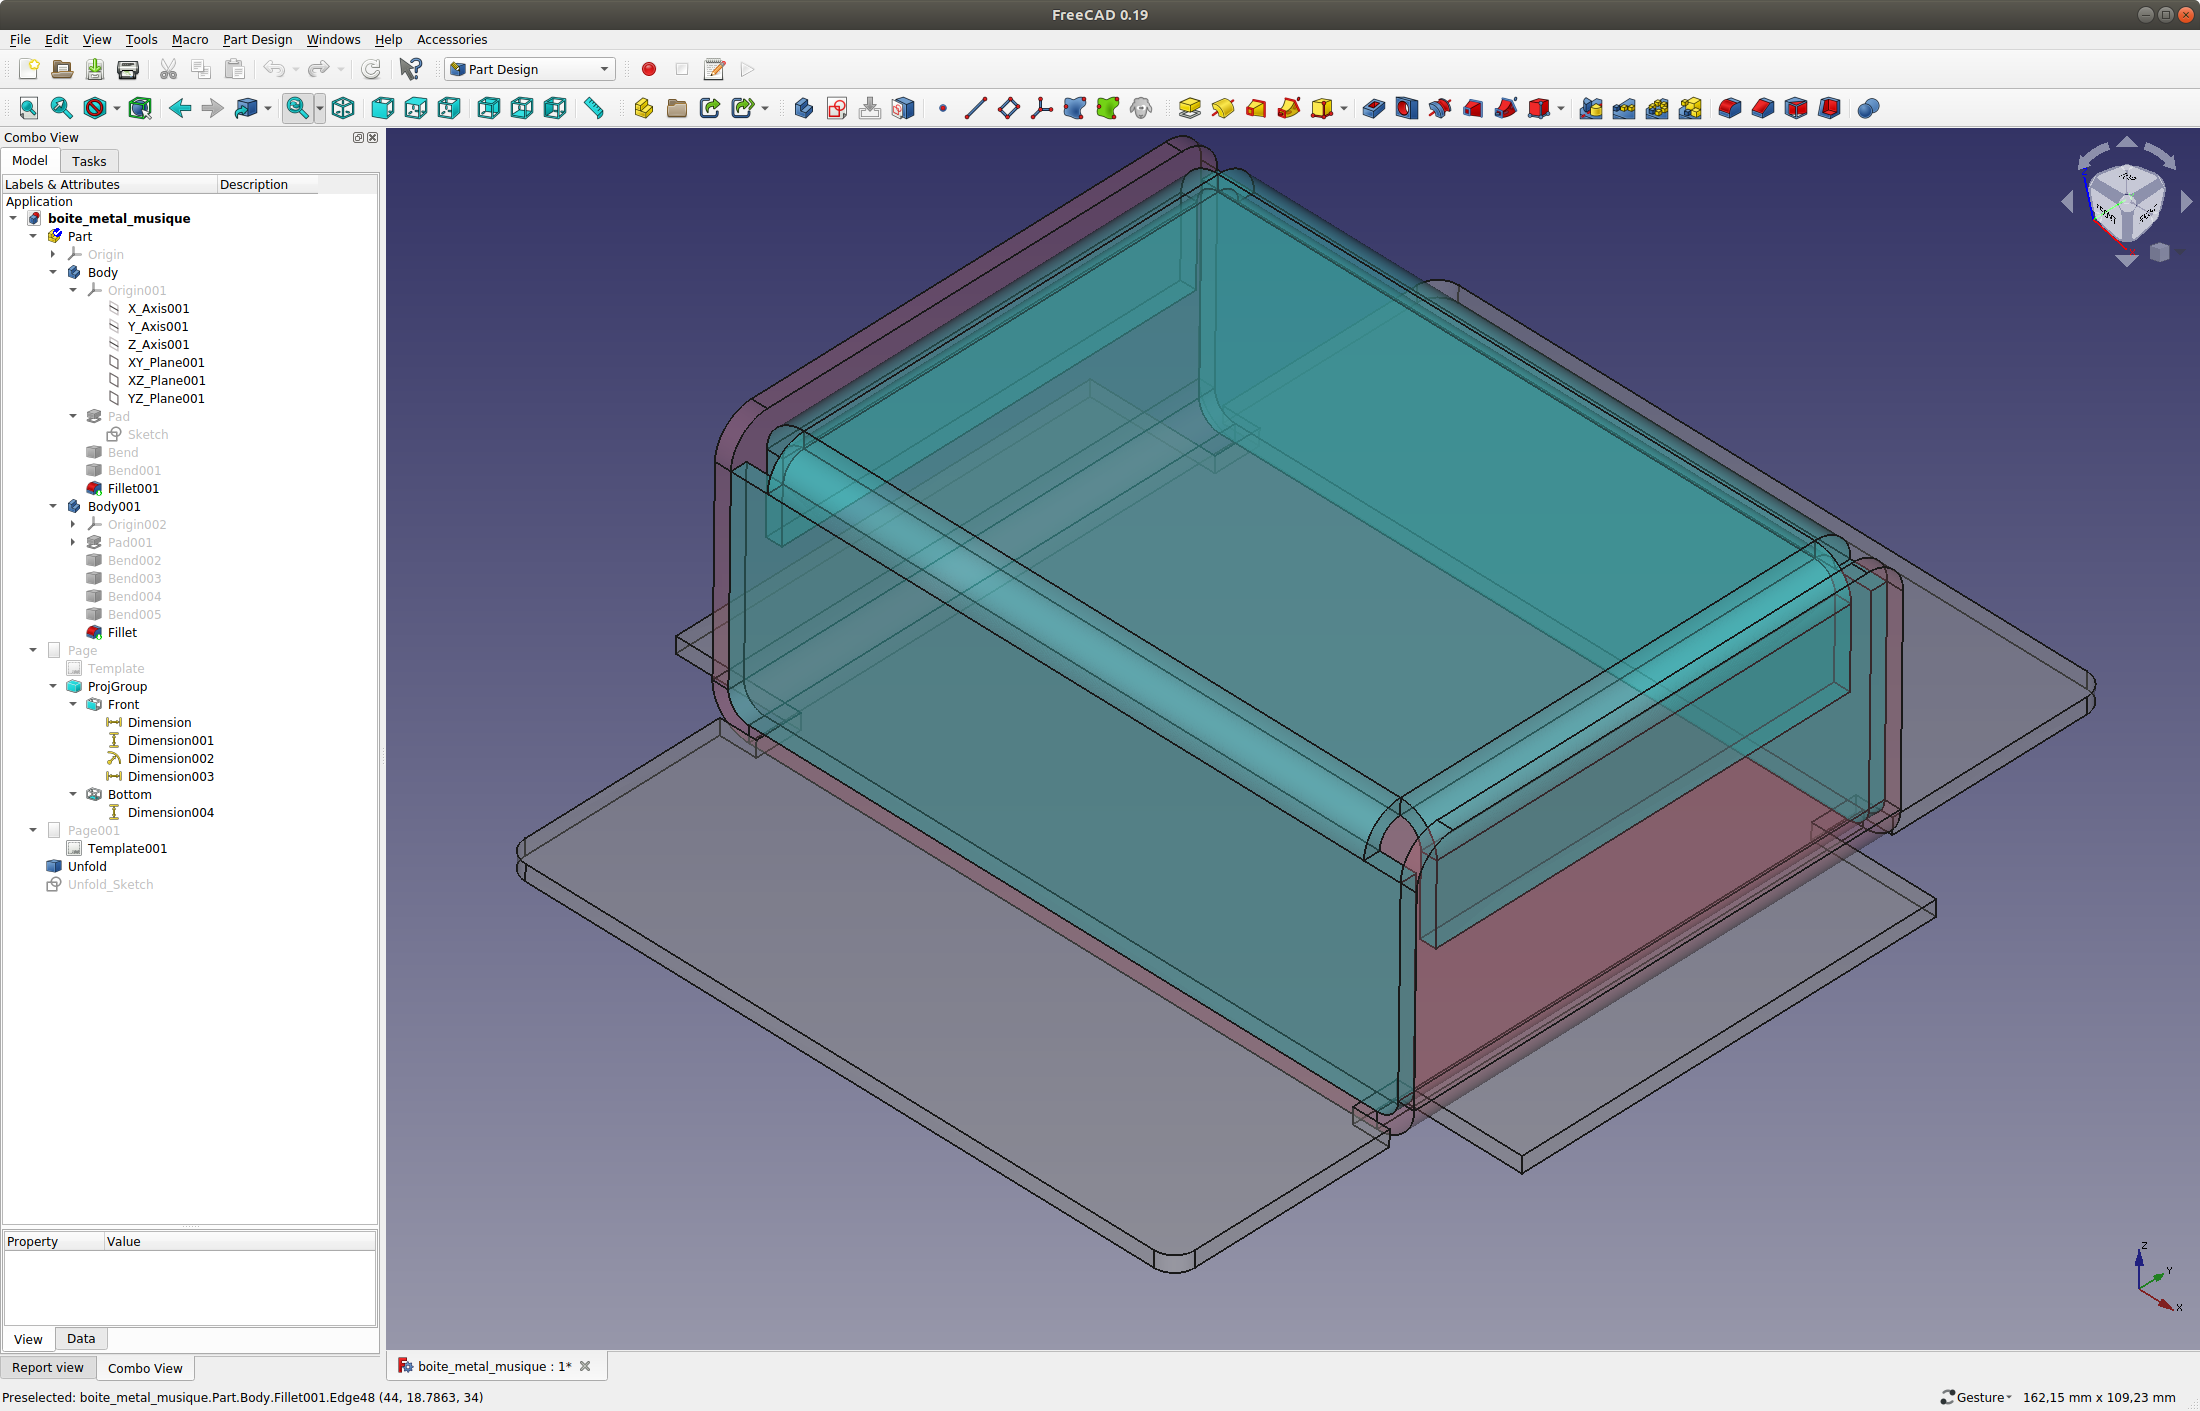 FreeCAD 0.19
File Edit View Tools Macro Part Design Windows Help Accessories
Part Design
Combo View
Model Tasks
Labels & Attributes Description
Application
boite_metal_musique
Part
Origin
Body
Origin001
X_Axis001
Y_Axis001
Z_Axis001
XY_Plane001
XZ_Plane001
YZ_Plane001
Pad
Sketch
Bend
Bend001
Fillet001
Body001
Origin002
Pad001
Bend002
Bend003
Bend004
Bend005
Fillet
Page
Template
ProjGroup
Front
Dimension
Dimension001
Dimension002
Dimension003
Bottom
Dimension004
Page001
Template001
Unfold
Unfold_Sketch
Property Value
View Data
Report view Combo View
Z
Y
X
boite_metal_musique : 1*
Preselected: boite_metal_musique.Part.Body.Fillet001.Edge48 (44, 18.7863, 34)
Gesture 162,15 mm x 109,23 mm